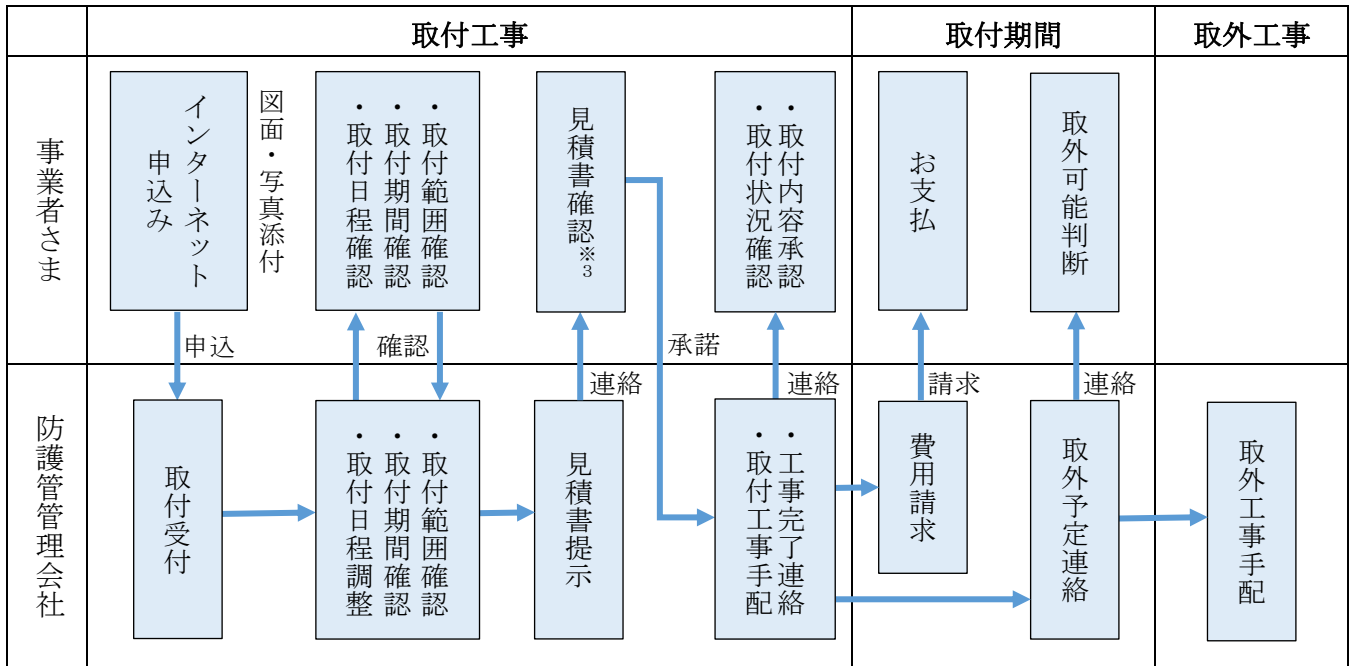 取付工事
取付期間
取外工事
事業者さま
インターネット
申込み
図面・写真添付
・取付範囲確認
・取付期間確認
・取付日程確認
見積書確認※3
・取付内容承認
・取付状況確認
お支払
取外可能判断
申込
確認
承諾
連絡
連絡
請求
連絡
防護管管理会社
取付受付
・取付範囲確認
・取付期間確認
・取付日程調整
見積書提示
・工事完了連絡
・取付工事手配
費用請求
取外予定連絡
取外工事手配